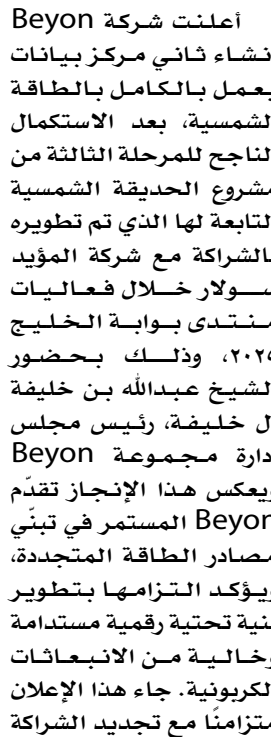 أعلنت شركة Beyon
نشاء ثاني مركز بيانات
يعمل بالكامل بالطاقة
لشمسية، بعد الاستكمال
لناجح للمرحلة الثالثة من
مشروع الحديقة الشمسية
لتابعة لها الذي تم تطويره
بالشراكة مع شركة المؤيد
سولار خلال فعاليات
منتدى بوابة الخليج
٢٠٢٥، وذلك بحضور
لشيخ عبدالله بن خليفة
ل خليفة، رئيس مجلس
دارة مجموعة Beyon
ويعكس هذا الإنجاز تقدّم
Beyon المستمر في تبنّي
مصادر الطاقة المتجددة،
ويؤكد التزامها بتطوير
بنية تحتية رقمية مستدامة
وخالية من الانبعاثات
لكربونية. جاء هذا الإعلان
متزامنًا مع تجديد الشراكة